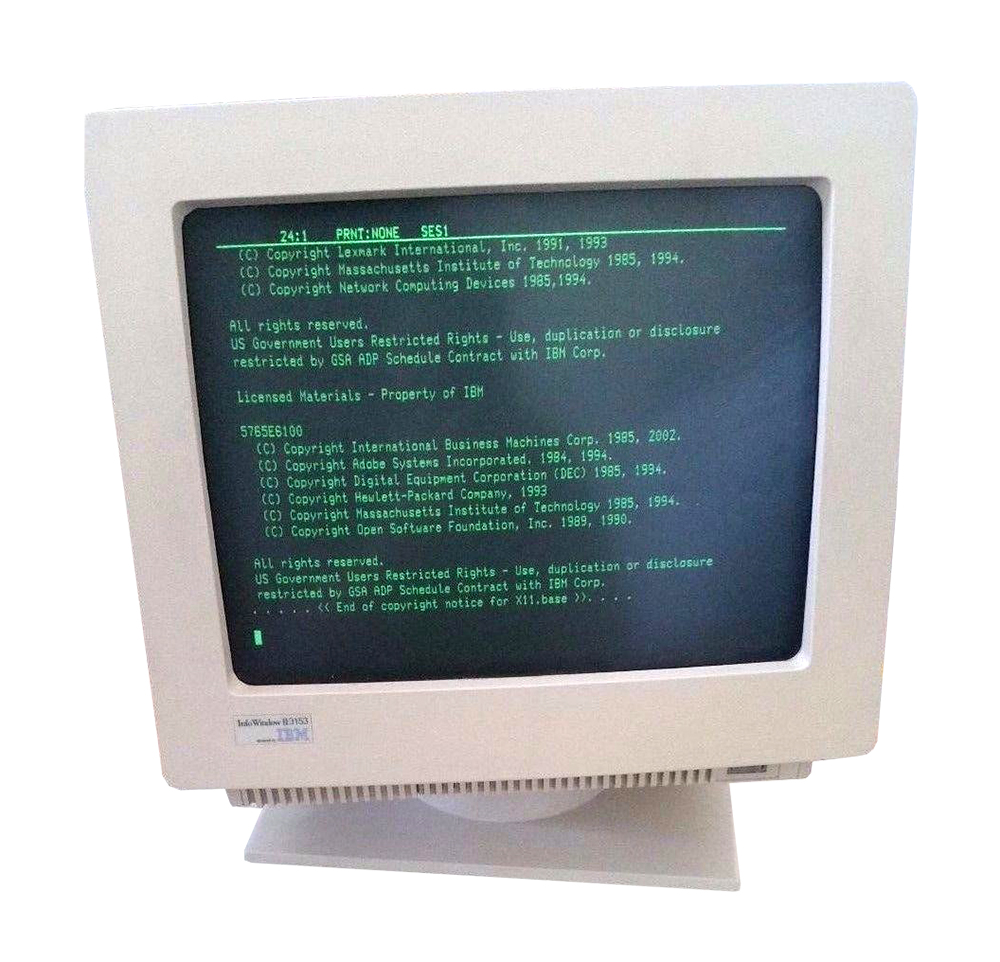 24:1 PRNT:NONE SES1
(C) Copyright Lexmark International, Inc. 1991, 1993
(C) Copyright Massachusetts Institute of Technology 1985, 1994.
(C) Copyright Network Computing Devices 1985,1994.
All rights reserved.
US Government Users Restricted Rights - Use, duplication or disclosure
restricted by GSA ADP Schedule Contract with IBM Corp.
Licensed Materials - Property of IBM
5765E6100
(C) Copyright International Business Machines Corp. 1985, 2002.
(C) Copyright Adobe Systems Incorporated. 1984, 1994.
(C) Copyright Digital Equipment Corporation (DEC) 1985, 1994.
(C) Copyright Hewlett-Packard Company, 1993
(C) Copyright Massachusetts Institute of Technology 1985, 1994.
(C) Copyright Open Software Foundation, Inc. 1989, 1990.
All rights reserved.
US Government Users Restricted Rights - Use, duplication or disclosure
restricted by GSA ADP Schedule Contract with IBM Corp.
. . . . . << End of copyright notice for X11.base >>. . . .
InfoWindow II 3153
IBM